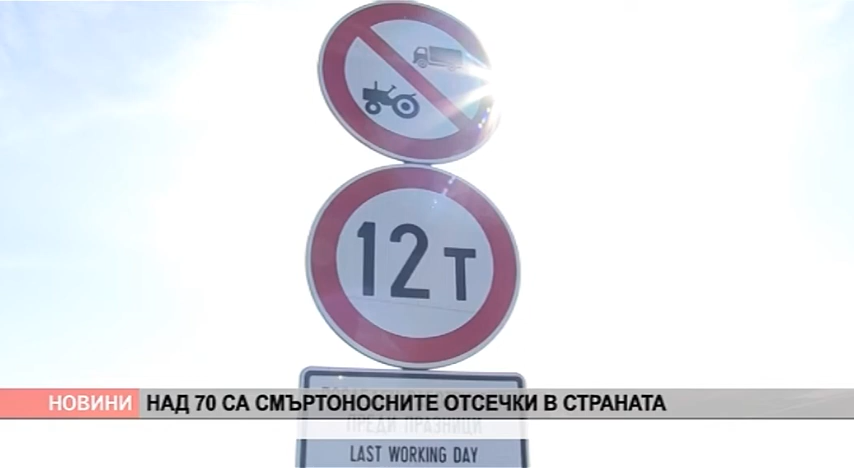 12 т
НОВИНИ НАД 70 СА СМЪРТОНОСНИТЕ ОТСЕЧКИ В СТРАНАТА
ПРЕДИ ПРАЗНИЦИ
LAST WORKING DAY